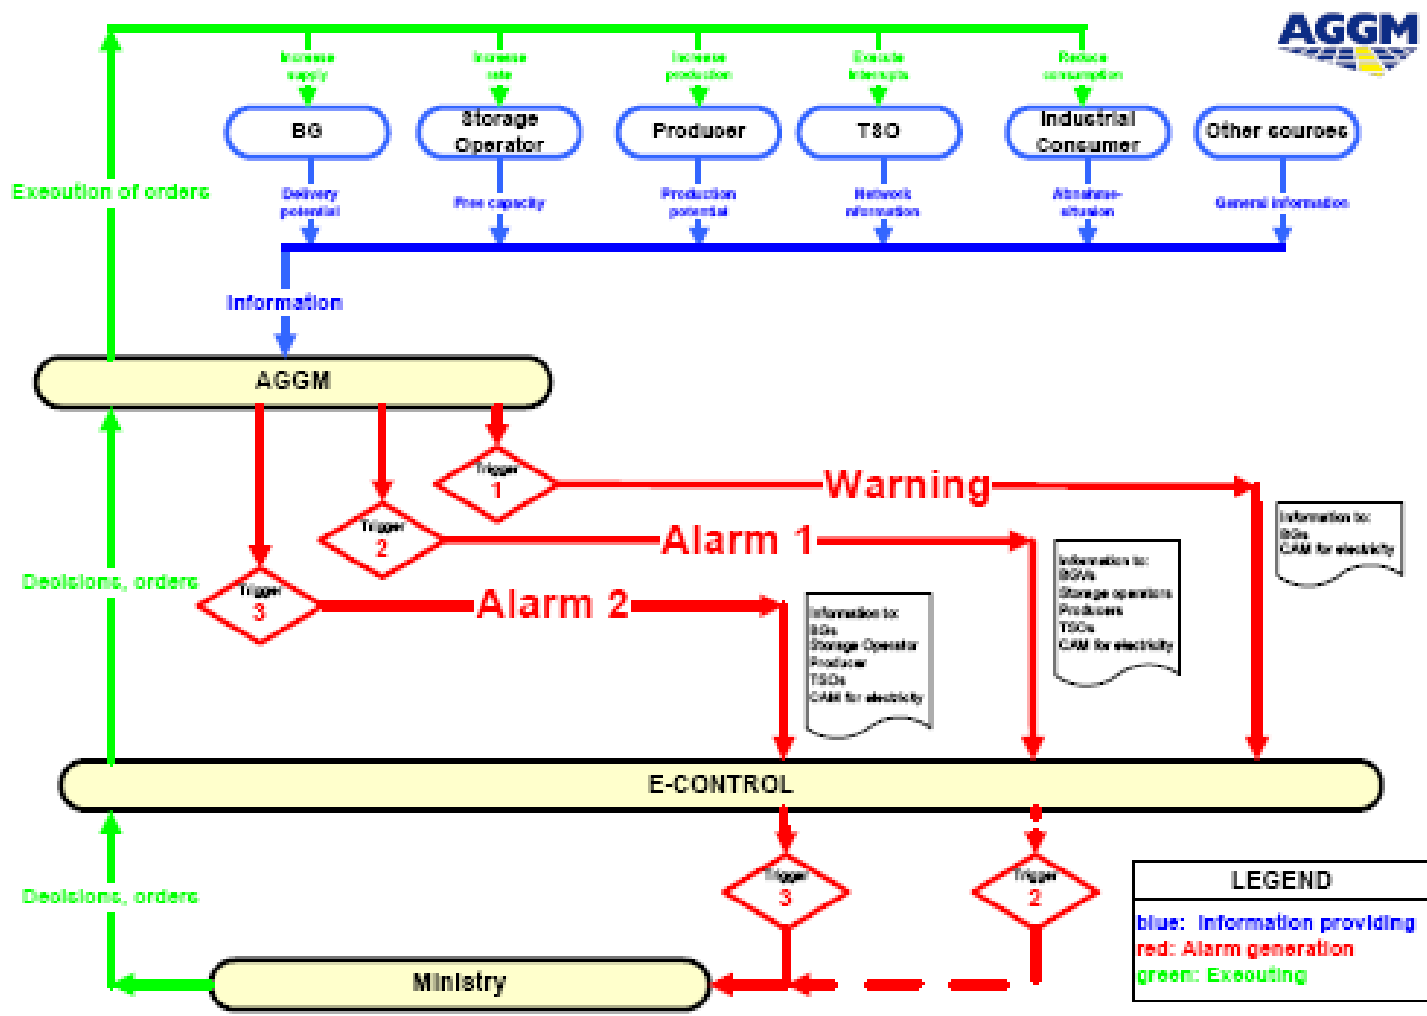 AGGM
Increase
supply
Increase
rate
Increase
production
Execute
Interrupts
Reduce
consumption
BG
Storage
Operator
Producer
TSO
Industrial
Consumer
Other sources
Execution of orders
Delivery
potential
Free capacity
Production
potential
Network
information
Abnahme-
situation
General information
Information
AGGM
Trigger
1
Warning
Trigger
2
Alarm 1
Trigger
3
Alarm 2
Information to:
BGs
CAM for electricity
Information to:
Storage operators
Producers
TSOs
CAM for electricity
Information to:
BGs
Storage Operator
Producer
TSOs
CAM for electricity
Decisions, orders
E-CONTROL
Trigger
3
Trigger
2
Decisions, orders
Ministry
LEGEND
blue: Information providing
red: Alarm generation
green: Executing